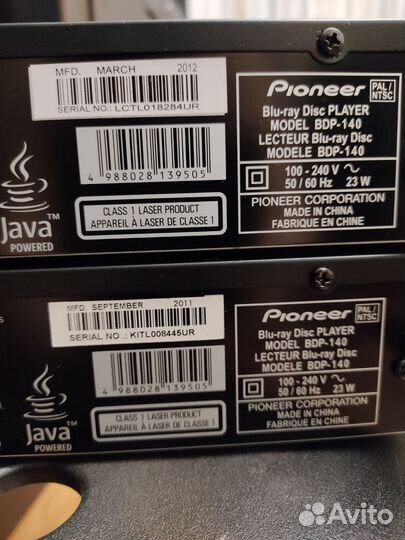 MFD. MARCH 2012
SERIAL NO.: LCTL018284UR
4 988028 139505
CLASS 1 LASER PRODUCT
APPAREIL À LASER DE CLASSE 1
Java™
POWERED
Pioneer PAL/NTSC
Blu-ray Disc PLAYER
MODEL BDP-140
LECTEUR Blu-ray Disc
MODELE BDP-140
100 - 240 V ~
50 / 60 Hz 23 W
PIONEER CORPORATION
MADE IN CHINA
FABRIQUE EN CHINE
MFD. SEPTEMBER 2011
SERIAL NO.: KITL008445UR
4 988028 139505
CLASS 1 LASER PRODUCT
APPAREIL À LASER DE CLASSE 1
Java™
POWERED
Pioneer PAL/NTSC
Blu-ray Disc PLAYER
MODEL BDP-140
LECTEUR Blu-ray Disc
MODELE BDP-140
100 - 240 V ~
50 / 60 Hz 23 W
PIONEER CORPORATION
MADE IN CHINA
FABRIQUE EN CHINE
Avito